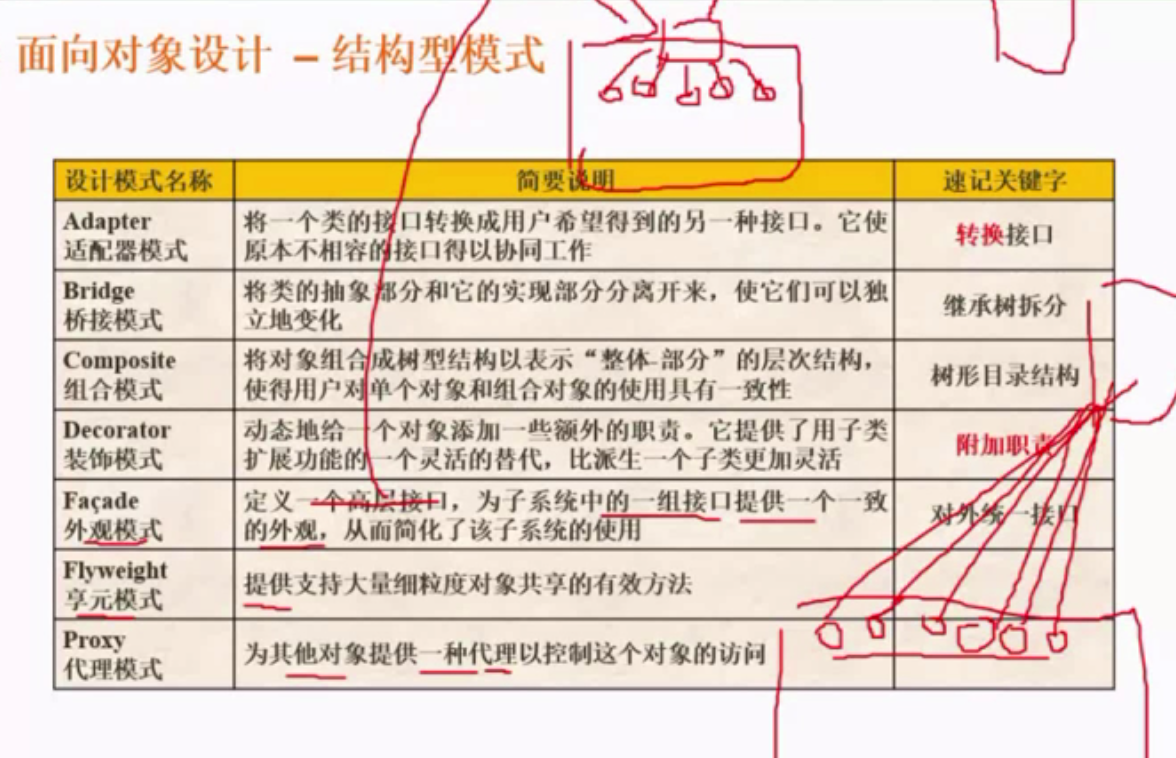 面向对象设计 – 结构型模式
设计模式名称 简要说明 速记关键字
Adapter
适配器模式
将一个类的接口转换成用户希望得到的另一种接口。它使
原本不相容的接口得以协同工作
转换接口
Bridge
桥接模式
将类的抽象部分和它的实现部分分离开来，使它们可以独
立地变化
继承树拆分
Composite
组合模式
将对象组合成树型结构以表示“整体-部分”的层次结构，
使得用户对单个对象和组合对象的使用具有一致性
树形目录结构
Decorator
装饰模式
动态地给一个对象添加一些额外的职责。它提供了用子类
扩展功能的一个灵活的替代，比派生一个子类更加灵活
附加职责
Façade
外观模式
定义一个高层接口，为子系统中的一组接口提供一个一致
的外观，从而简化了该子系统的使用
对外统一接口
Flyweight
享元模式
提供支持大量细粒度对象共享的有效方法
Proxy
代理模式
为其他对象提供一种代理以控制这个对象的访问